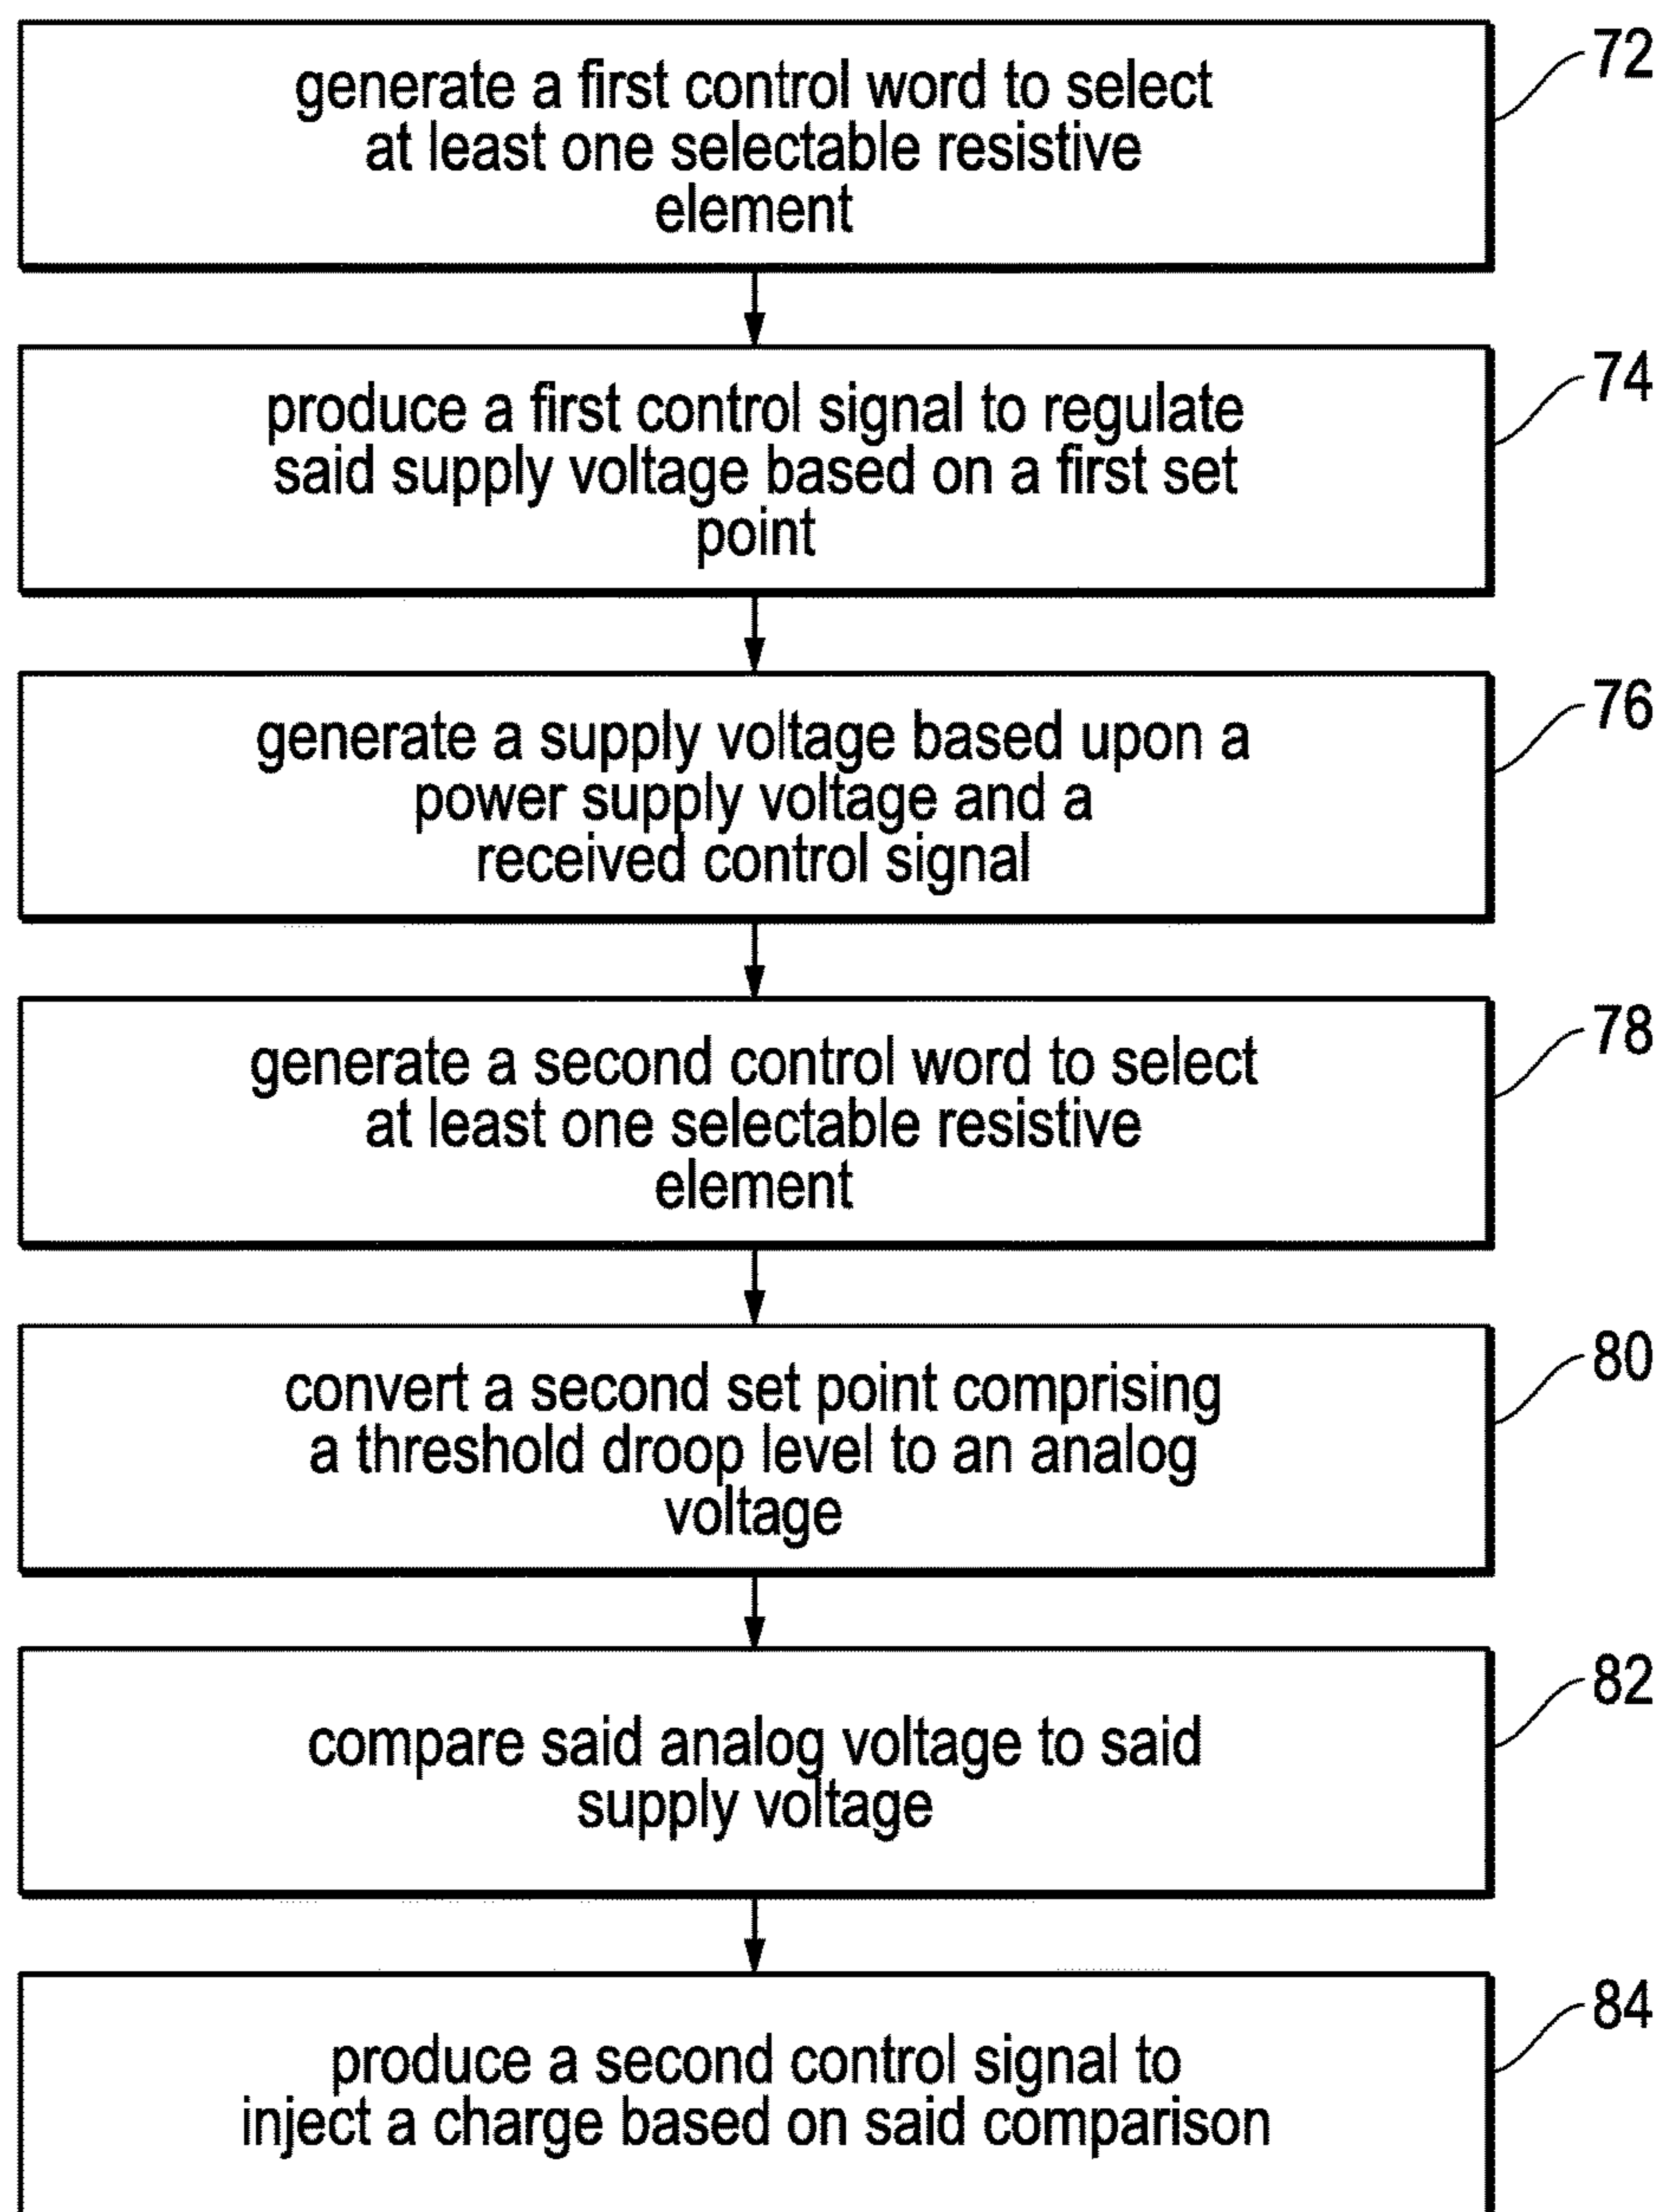 generate a first control word to select
at least one selectable resistive
element
72
produce a first control signal to regulate
said supply voltage based on a first set
point
74
generate a supply voltage based upon a
power supply voltage and a
received control signal
76
generate a second control word to select
at least one selectable resistive
element
78
convert a second set point comprising
a threshold droop level to an analog
voltage
80
compare said analog voltage to said
supply voltage
82
produce a second control signal to
inject a charge based on said comparison
84